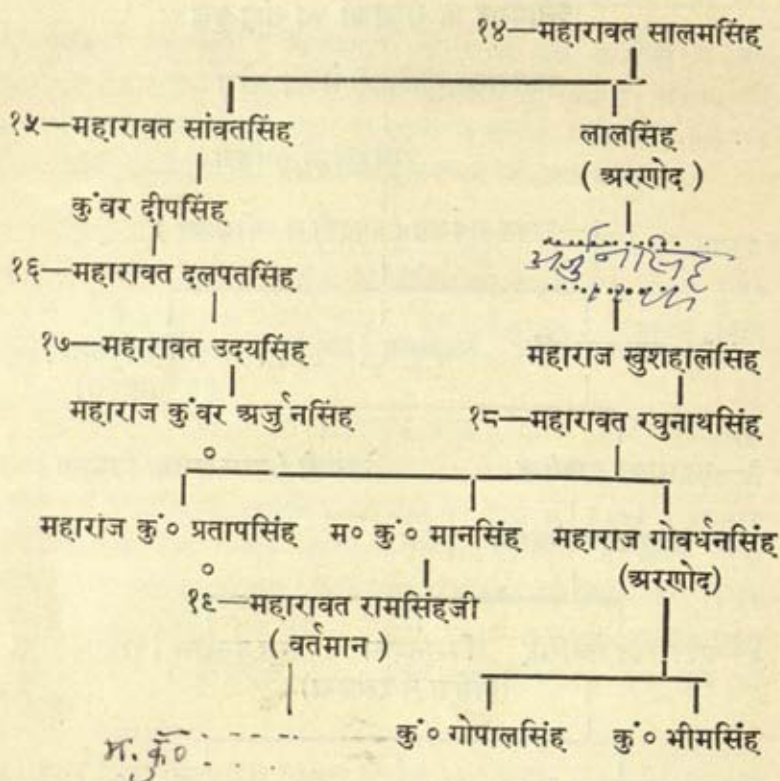 १४—महारावत सालमसिंह
१५—महारावत सांवतसिंह
लालसिंह
( अरणोद )
कुंवर दीपसिंह
अर्जुनसिंह
१६—महारावत दलपतसिंह
१७—महारावत उदयसिंह
महाराज खुशहालसिंह
महाराज कुंवर अर्जुनसिंह
१८—महारावत रघुनाथसिंह
महाराज कुं० प्रतापसिंह
म० कुं० मानसिंह
महाराज गोवर्धनसिंह
(अरणोद)
१९—महारावत रामसिंहजी
( वर्तमान )
कुं० गोपालसिंह
कुं० भीमसिंह
म. कुं०